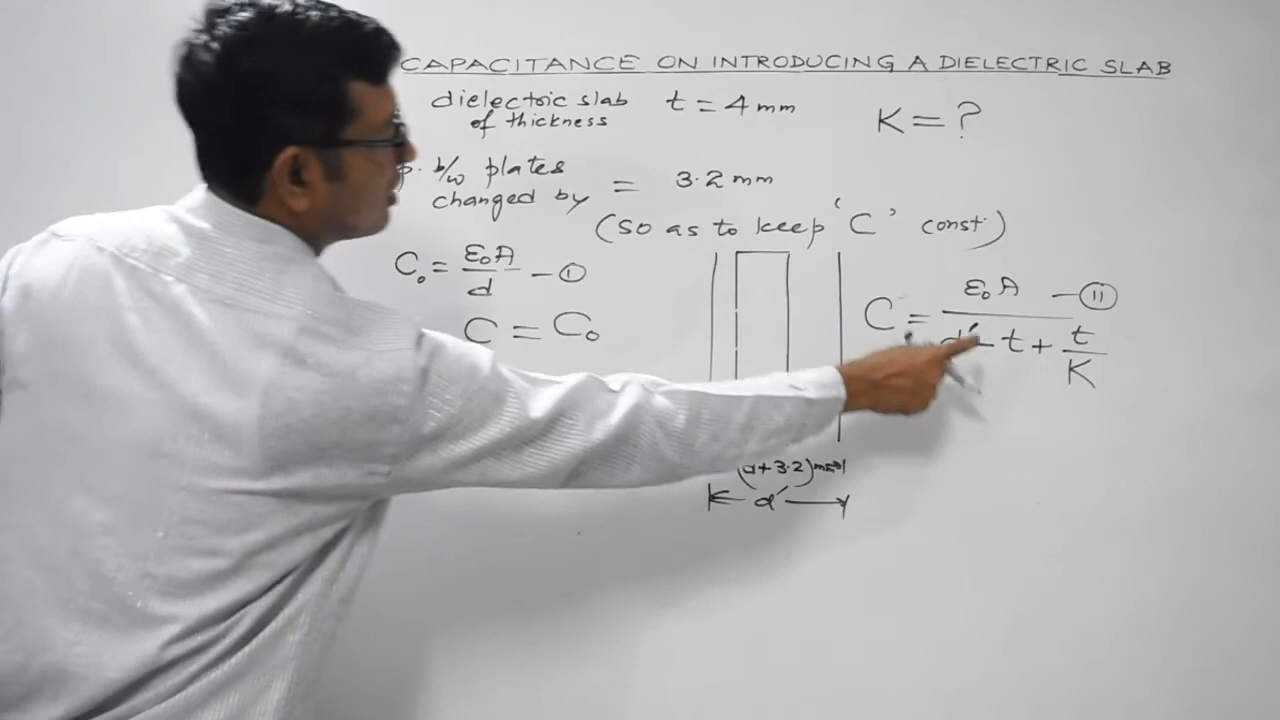 CAPACITANCE ON INTRODUCING A DIELECTRIC SLAB
dielectric slab t = 4 mm K = ?
of thickness
p. b/w plates
changed by = 3.2 mm
(so as to keep 'C' const.)
C₀ = ε₀A/d — (1)
C = C₀
C = ε₀A/(d′ - t + t/K) — (11)
(d+3.2) mm
d′